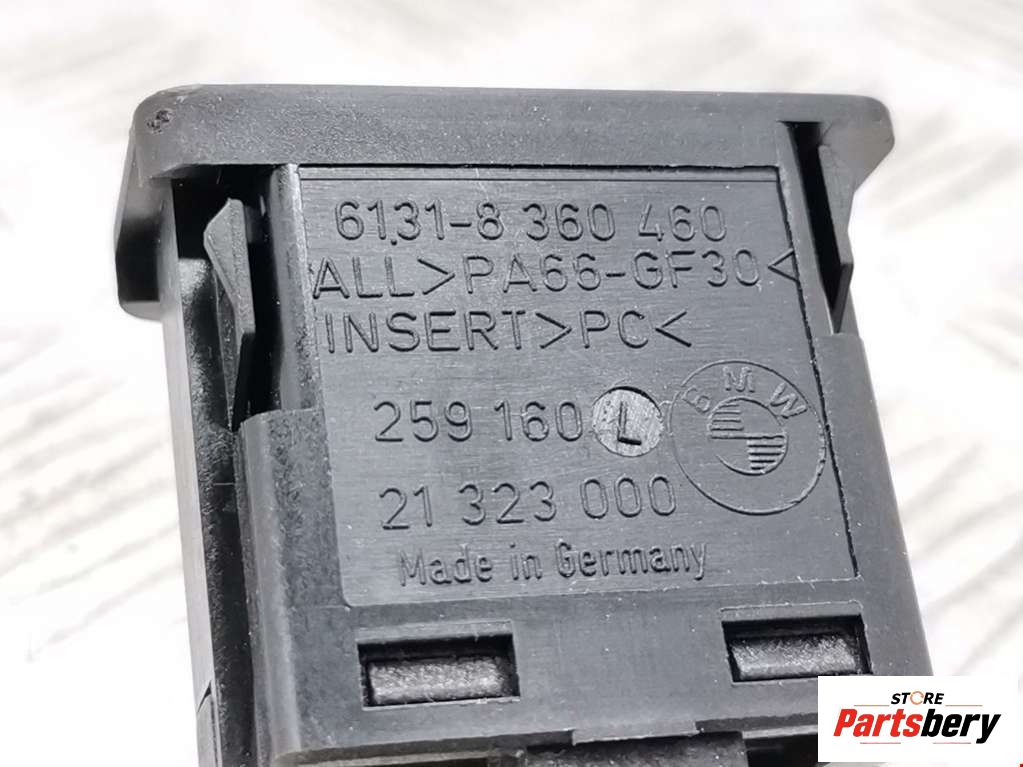 61.31-8 360 460
ALL>PA66-GF30<
INSERT>PC<
259 160 L
BMW
21 323 000
Made in Germany
STORE
Partsbery